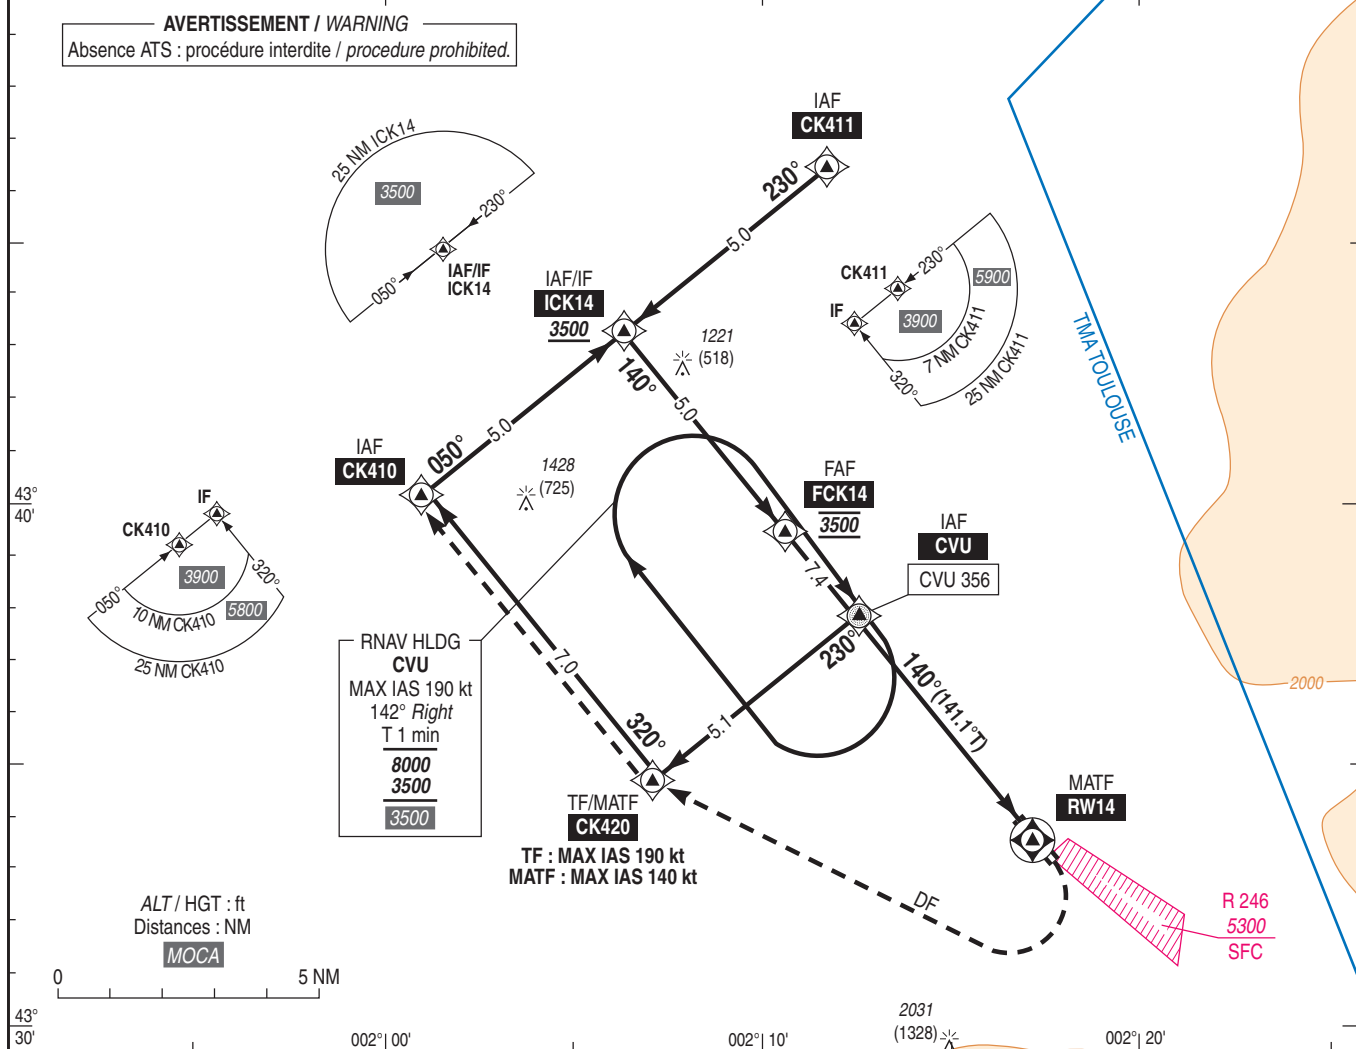 AVERTISSEMENT / WARNING
Absence ATS : procédure interdite / procedure prohibited.
IAF
CK411
230°
5.0
25 NM ICK14
3500
230°
050°
IAF/IF
ICK14
IAF/IF
ICK14
3500
140°
5.0
1221
(518)
CK411
IF
230°
5900
3900
7 NM CK411
25 NM CK411
320°
TMA TOULOUSE
IAF
CK410
050°
5.0
1428
(725)
FAF
FCK14
3500
7.4
IAF
CVU
CVU 356
43°
40'
IF
CK410
3900
320°
050°
10 NM CK410
5800
25 NM CK410
RNAV HLDG
CVU
MAX IAS 190 kt
142° Right
T 1 min
8000
3500
3500
7.0
320°
230°
5.1
140° (141.1°T)
2000
TF/MATF
CK420
TF : MAX IAS 190 kt
MATF : MAX IAS 140 kt
MATF
RW14
DF
R 246
5300
SFC
ALT / HGT : ft
Distances : NM
MOCA
0 5 NM
43°
30'
002° 00'
002° 10'
002° 20'
2031
(1328)